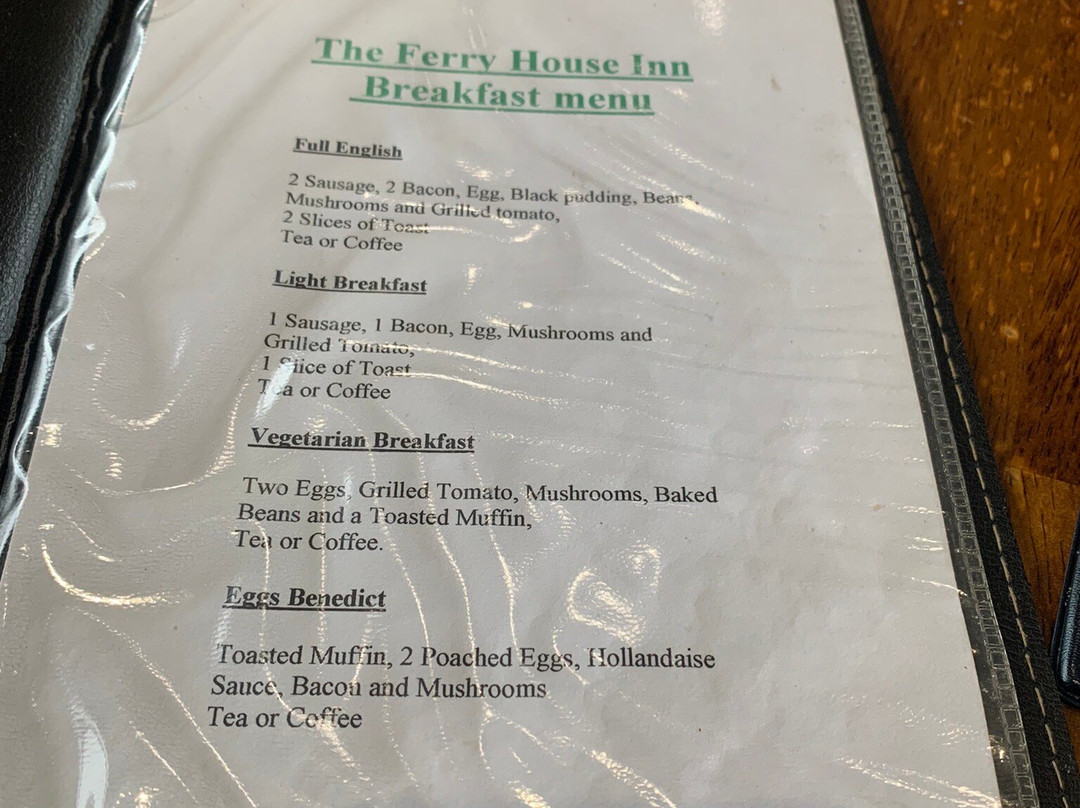 The Ferry House Inn
Breakfast menu
Full English
2 Sausage, 2 Bacon, Egg, Black pudding, Beans,
Mushrooms and Grilled tomato,
2 Slices of Toast
Tea or Coffee
Light Breakfast
1 Sausage, 1 Bacon, Egg, Mushrooms and
Grilled Tomato,
1 Slice of Toast
Tea or Coffee
Vegetarian Breakfast
Two Eggs, Grilled Tomato, Mushrooms, Baked
Beans and a Toasted Muffin,
Tea or Coffee.
Eggs Benedict
Toasted Muffin, 2 Poached Eggs, Hollandaise
Sauce, Bacon and Mushrooms
Tea or Coffee